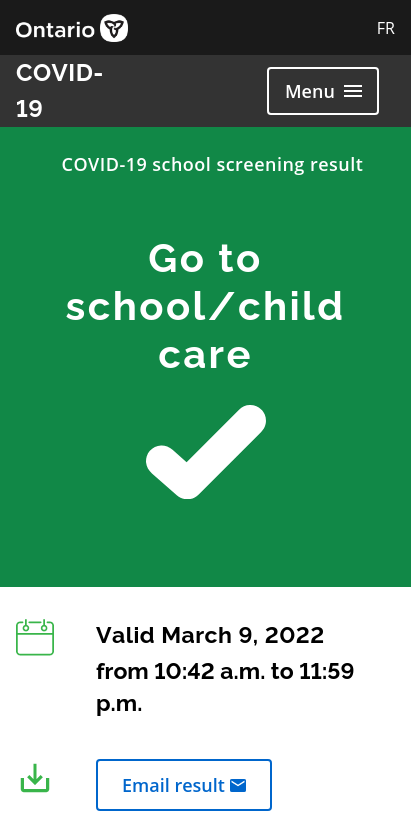 Ontario
FR
COVID-
19
Menu
COVID-19 school screening result
Go to
school/child
care
Valid March 9, 2022
from 10:42 a.m. to 11:59
p.m.
Email result